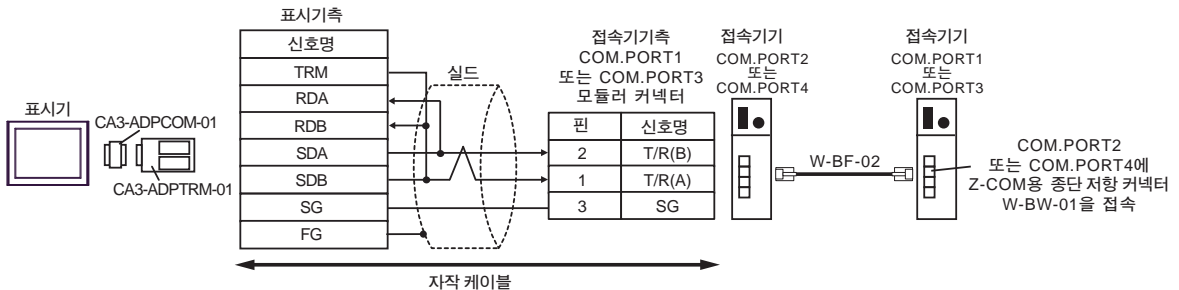 표시기
CA3-ADPCOM-01
CA3-ADPTRM-01
표시기측
신호명
TRM
RDA
RDB
SDA
SDB
SG
FG
실드
자작 케이블
접속기기측
COM.PORT1
또는 COM.PORT3
모듈러 커넥터
핀 신호명
2 T/R(B)
1 T/R(A)
3 SG
접속기기
COM.PORT2
또는
COM.PORT4
W-BF-02
접속기기
COM.PORT1
또는
COM.PORT3
COM.PORT2
또는 COM.PORT4에
Z-COM용 종단 저항 커넥터
W-BW-01을 접속